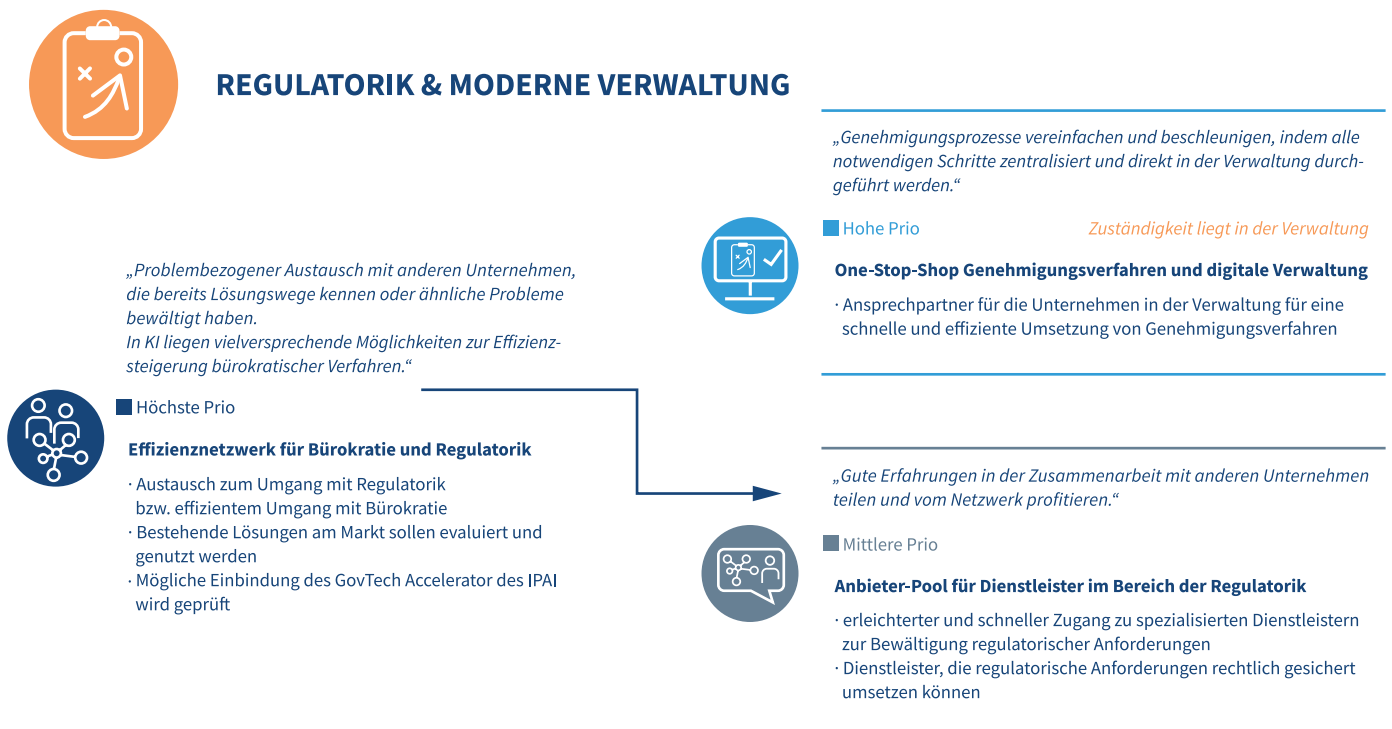 REGULATORIK & MODERNE VERWALTUNG
„Problembezogener Austausch mit anderen Unternehmen,
die bereits Lösungswege kennen oder ähnliche Probleme
bewältigt haben.
In KI liegen vielversprechende Möglichkeiten zur Effizienz-
steigerung bürokratischer Verfahren.“
Höchste Prio
Effizienznetzwerk für Bürokratie und Regulatorik
· Austausch zum Umgang mit Regulatorik
bzw. effizientem Umgang mit Bürokratie
· Bestehende Lösungen am Markt sollen evaluiert und
genutzt werden
· Mögliche Einbindung des GovTech Accelerator des IPAI
wird geprüft
„Genehmigungsprozesse vereinfachen und beschleunigen, indem alle
notwendigen Schritte zentralisiert und direkt in der Verwaltung durch-
geführt werden.“
Hohe Prio
Zuständigkeit liegt in der Verwaltung
One-Stop-Shop Genehmigungsverfahren und digitale Verwaltung
· Ansprechpartner für die Unternehmen in der Verwaltung für eine
schnelle und effiziente Umsetzung von Genehmigungsverfahren
„Gute Erfahrungen in der Zusammenarbeit mit anderen Unternehmen
teilen und vom Netzwerk profitieren.“
Mittlere Prio
Anbieter-Pool für Dienstleister im Bereich der Regulatorik
· erleichterter und schneller Zugang zu spezialisierten Dienstleistern
zur Bewältigung regulatorischer Anforderungen
· Dienstleister, die regulatorische Anforderungen rechtlich gesichert
umsetzen können